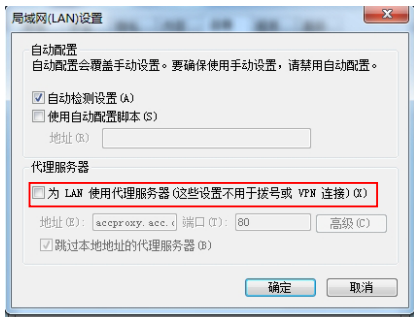 局域网(LAN)设置
自动配置
自动配置会覆盖手动设置。要确保使用手动设置，请禁用自动配置。
自动检测设置(A)
使用自动配置脚本(S)
地址(R)
代理服务器
为 LAN 使用代理服务器(这些设置不用于拨号或 VPN 连接)(X)
地址(E): accproxy.acc.c 端口(T): 80 高级(C)
跳过本地地址的代理服务器(B)
确定 取消